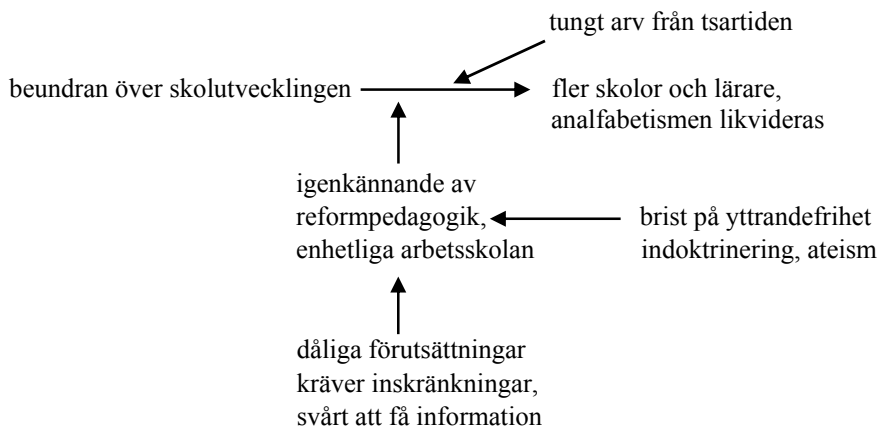 tungt arv från tsartiden
beundran över skolutvecklingen
fler skolor och lärare,
analfabetismen likvideras
igenkännande av
reformpedagogik,
enhetliga arbetsskolan
brist på yttrandefrihet
indoktrinering, ateism
dåliga förutsättningar
kräver inskränkningar,
svårt att få information